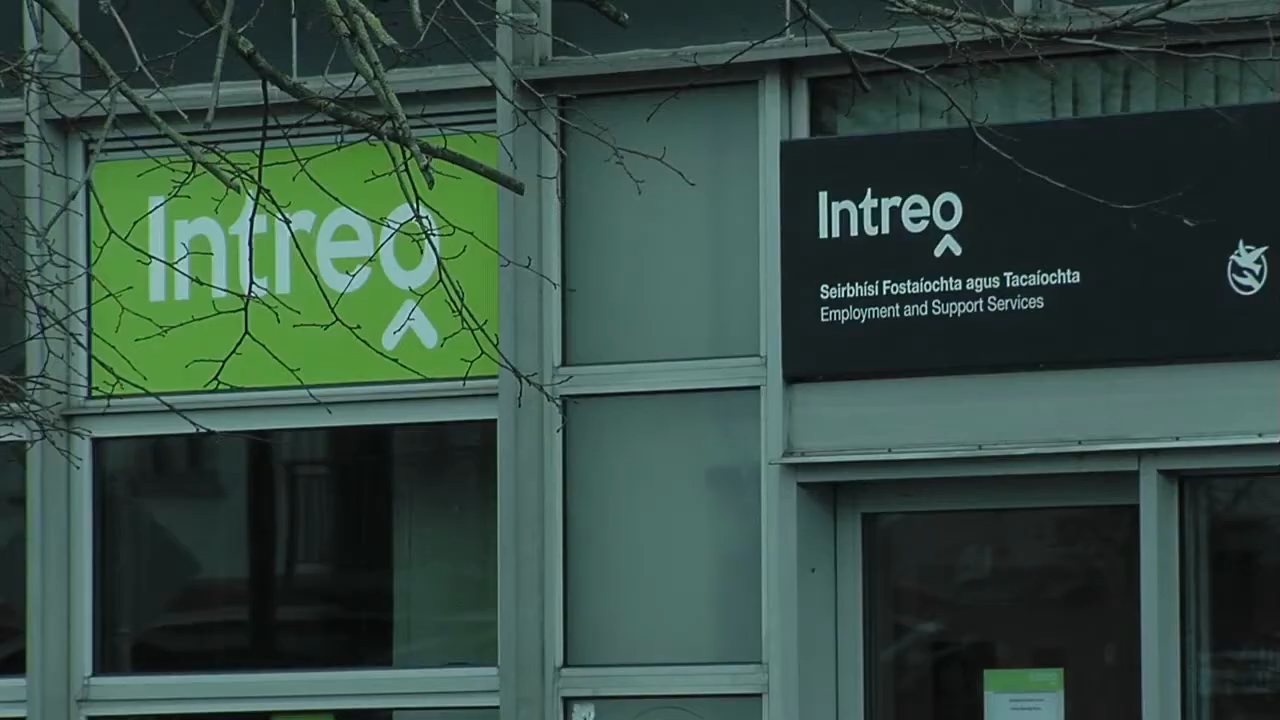 Intreo
Intreo
Seirbhísí Fostaíochta agus Tacaíochta
Employment and Support Services